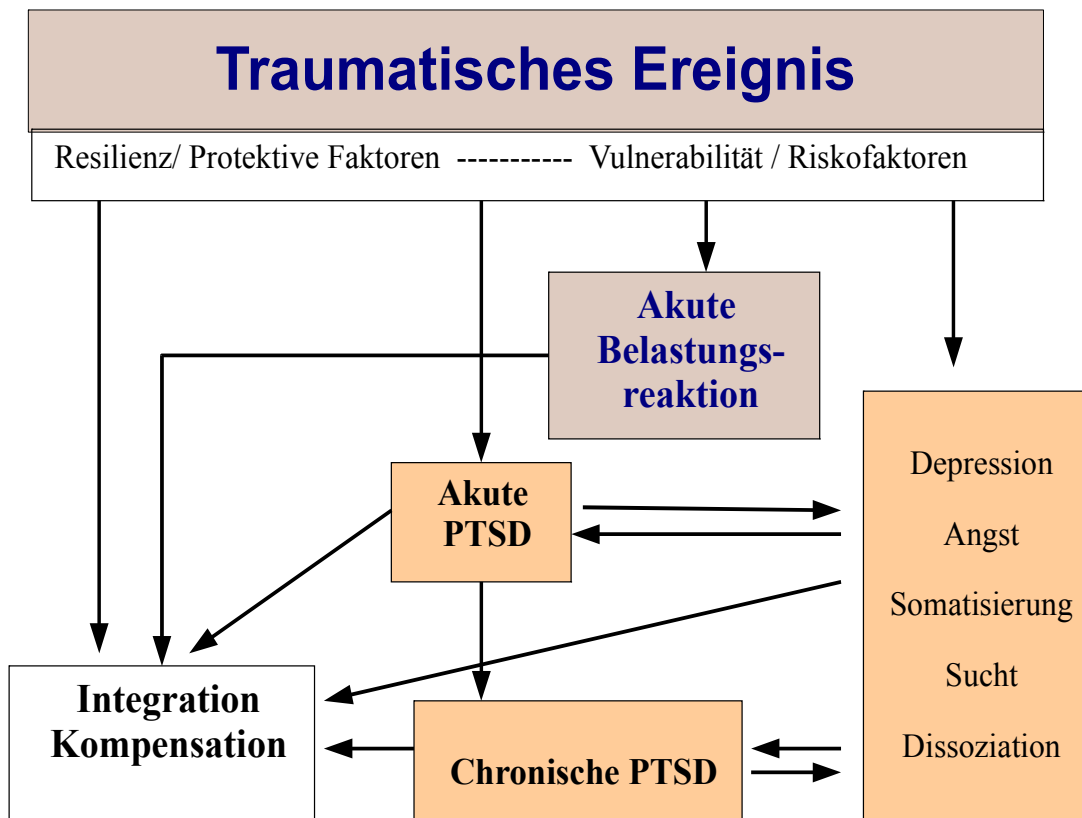 Traumatisches Ereignis
Resilienz/ Protektive Faktoren ----------- Vulnerabilität / Riskofaktoren
Akute
Belastungs-
reaktion
Akute
PTSD
Depression
Angst
Somatisierung
Sucht
Dissoziation
Integration
Kompensation
Chronische PTSD